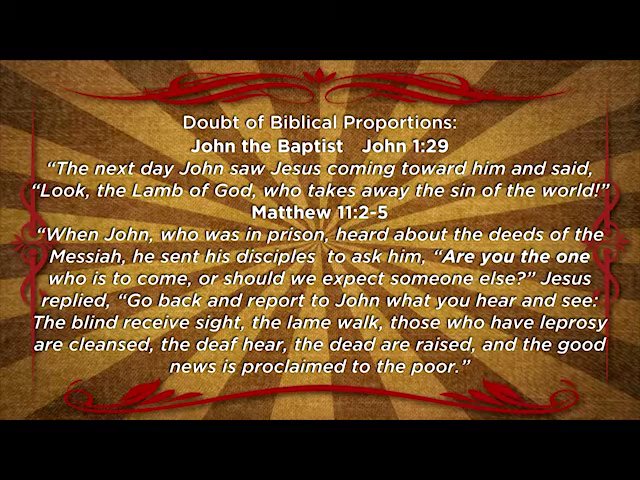 Doubt of Biblical Proportions:
John the Baptist John 1:29
“The next day John saw Jesus coming toward him and said,
“Look, the Lamb of God, who takes away the sin of the world!”
Matthew 11:2-5
“When John, who was in prison, heard about the deeds of the
Messiah, he sent his disciples to ask him, “Are you the one
who is to come, or should we expect someone else?” Jesus
replied, “Go back and report to John what you hear and see:
The blind receive sight, the lame walk, those who have leprosy
are cleansed, the deaf hear, the dead are raised, and the good
news is proclaimed to the poor.”